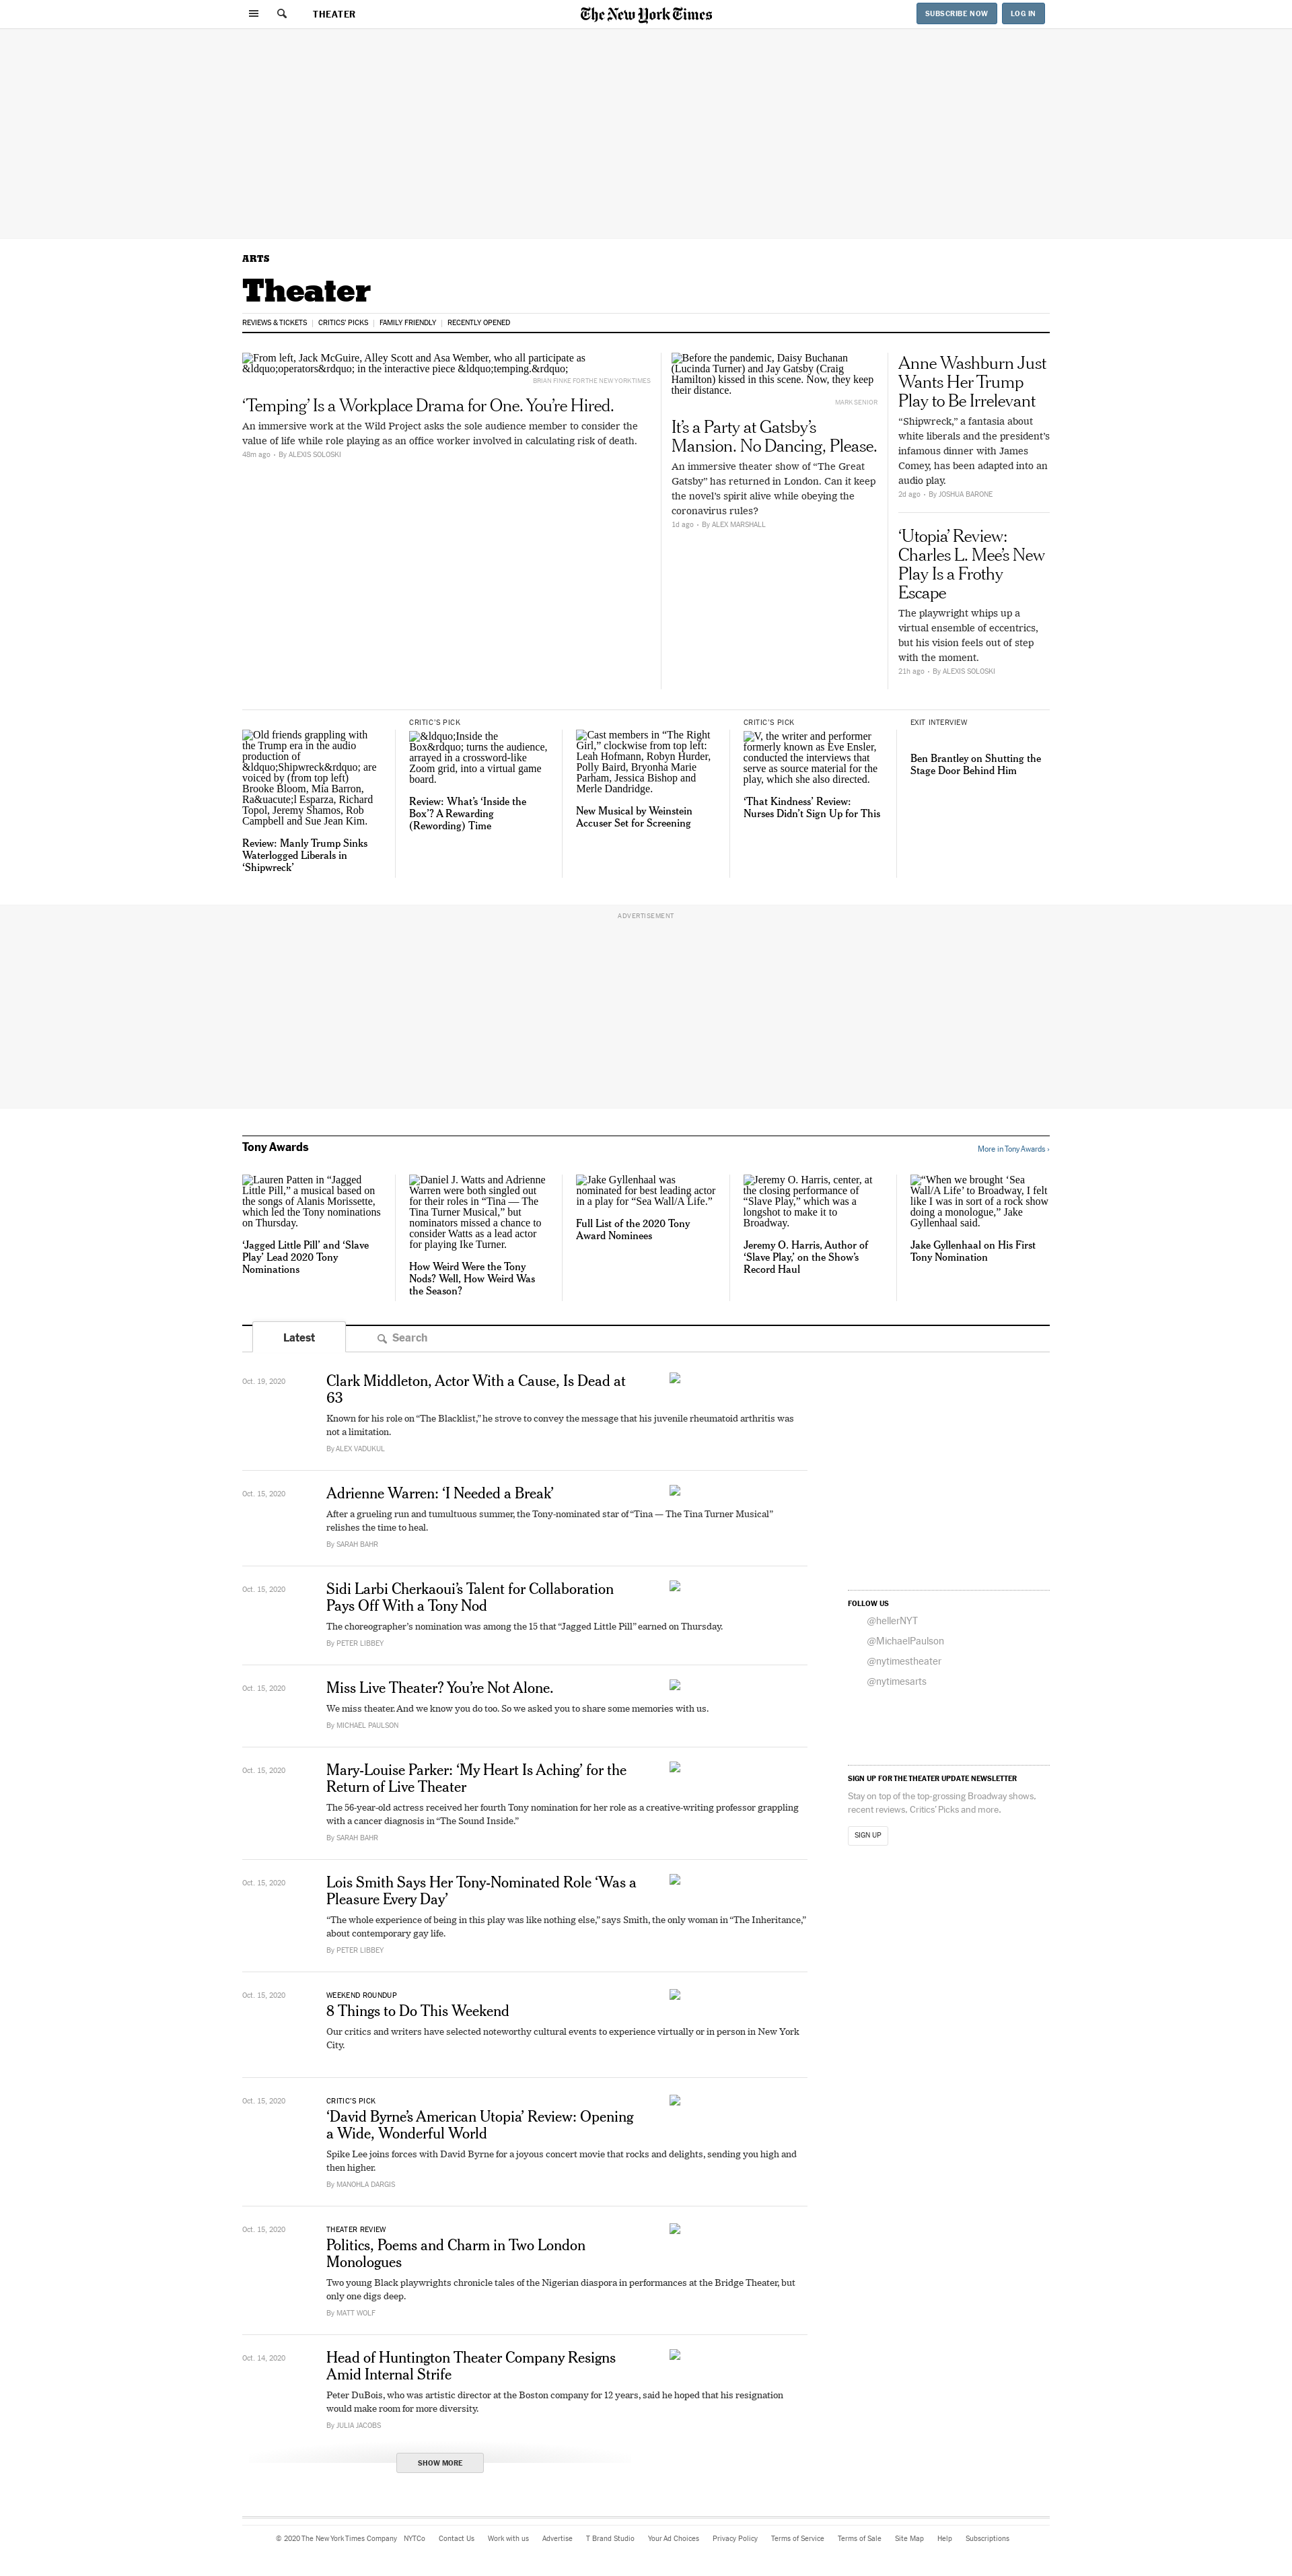 THEATER
The New York Times
SUBSCRIBE NOW
LOG IN
ARTS
Theater
REVIEWS & TICKETS
CRITICS' PICKS
FAMILY FRIENDLY
RECENTLY OPENED
From left, Jack McGuire, Alley Scott and Asa Wember, who all participate as
&ldquo;operators&rdquo; in the interactive piece &ldquo;temping.&rdquo;
BRIAN FINKE FOR THE NEW YORK TIMES
‘Temping’ Is a Workplace Drama for One. You’re Hired.
An immersive work at the Wild Project asks the sole audience member to consider the
value of life while role playing as an office worker involved in calculating risk of death.
48m ago • By ALEXIS SOLOSKI
Before the pandemic, Daisy Buchanan
(Lucinda Turner) and Jay Gatsby (Craig
Hamilton) kissed in this scene. Now, they keep
their distance.
MARK SENIOR
It’s a Party at Gatsby’s
Mansion. No Dancing, Please.
An immersive theater show of “The Great
Gatsby” has returned in London. Can it keep
the novel’s spirit alive while obeying the
coronavirus rules?
1d ago • By ALEX MARSHALL
Anne Washburn Just
Wants Her Trump
Play to Be Irrelevant
“Shipwreck,” a fantasia about
white liberals and the president’s
infamous dinner with James
Comey, has been adapted into an
audio play.
2d ago • By JOSHUA BARONE
‘Utopia’ Review:
Charles L. Mee’s New
Play Is a Frothy
Escape
The playwright whips up a
virtual ensemble of eccentrics,
but his vision feels out of step
with the moment.
21h ago • By ALEXIS SOLOSKI
Old friends grappling with
the Trump era in the audio
production of
&ldquo;Shipwreck&rdquo; are
voiced by (from top left)
Brooke Bloom, Mia Barron,
Ra&uacute;l Esparza, Richard
Topol, Jeremy Shamos, Rob
Campbell and Sue Jean Kim.
Review: Manly Trump Sinks
Waterlogged Liberals in
‘Shipwreck’
CRITIC’S PICK
&ldquo;Inside the
Box&rdquo; turns the audience,
arrayed in a crossword-like
Zoom grid, into a virtual game
board.
Review: What’s ‘Inside the
Box’? A Rewarding
(Rewording) Time
Cast members in “The Right
Girl,” clockwise from top left:
Leah Hofmann, Robyn Hurder,
Polly Baird, Bryonha Marie
Parham, Jessica Bishop and
Merle Dandridge.
New Musical by Weinstein
Accuser Set for Screening
CRITIC’S PICK
V, the writer and performer
formerly known as Eve Ensler,
conducted the interviews that
serve as source material for the
play, which she also directed.
‘That Kindness’ Review:
Nurses Didn’t Sign Up for This
EXIT INTERVIEW
Ben Brantley on Shutting the
Stage Door Behind Him
ADVERTISEMENT
Tony Awards
More in Tony Awards ›
Lauren Patten in “Jagged
Little Pill,” a musical based on
the songs of Alanis Morissette,
which led the Tony nominations
on Thursday.
‘Jagged Little Pill’ and ‘Slave
Play’ Lead 2020 Tony
Nominations
Daniel J. Watts and Adrienne
Warren were both singled out
for their roles in “Tina — The
Tina Turner Musical,” but
nominators missed a chance to
consider Watts as a lead actor
for playing Ike Turner.
How Weird Were the Tony
Nods? Well, How Weird Was
the Season?
Jake Gyllenhaal was
nominated for best leading actor
in a play for “Sea Wall/A Life.”
Full List of the 2020 Tony
Award Nominees
Jeremy O. Harris, center, at
the closing performance of
“Slave Play,” which was a
longshot to make it to
Broadway.
Jeremy O. Harris, Author of
‘Slave Play,’ on the Show’s
Record Haul
“When we brought ‘Sea
Wall/A Life’ to Broadway, I felt
like I was in sort of a rock show
doing a monologue,” Jake
Gyllenhaal said.
Jake Gyllenhaal on His First
Tony Nomination
Latest
Search
Oct. 19, 2020
Clark Middleton, Actor With a Cause, Is Dead at
63
Known for his role on “The Blacklist,” he strove to convey the message that his juvenile rheumatoid arthritis was
not a limitation.
By ALEX VADUKUL
Oct. 15, 2020
Adrienne Warren: ‘I Needed a Break’
After a grueling run and tumultuous summer, the Tony-nominated star of “Tina — The Tina Turner Musical”
relishes the time to heal.
By SARAH BAHR
Oct. 15, 2020
Sidi Larbi Cherkaoui’s Talent for Collaboration
Pays Off With a Tony Nod
The choreographer’s nomination was among the 15 that “Jagged Little Pill” earned on Thursday.
By PETER LIBBEY
Oct. 15, 2020
Miss Live Theater? You’re Not Alone.
We miss theater. And we know you do too. So we asked you to share some memories with us.
By MICHAEL PAULSON
Oct. 15, 2020
Mary-Louise Parker: ‘My Heart Is Aching’ for the
Return of Live Theater
The 56-year-old actress received her fourth Tony nomination for her role as a creative-writing professor grappling
with a cancer diagnosis in “The Sound Inside.”
By SARAH BAHR
Oct. 15, 2020
Lois Smith Says Her Tony-Nominated Role ‘Was a
Pleasure Every Day’
“The whole experience of being in this play was like nothing else,” says Smith, the only woman in “The Inheritance,”
about contemporary gay life.
By PETER LIBBEY
Oct. 15, 2020
WEEKEND ROUNDUP
8 Things to Do This Weekend
Our critics and writers have selected noteworthy cultural events to experience virtually or in person in New York
City.
Oct. 15, 2020
CRITIC’S PICK
‘David Byrne’s American Utopia’ Review: Opening
a Wide, Wonderful World
Spike Lee joins forces with David Byrne for a joyous concert movie that rocks and delights, sending you high and
then higher.
By MANOHLA DARGIS
Oct. 15, 2020
THEATER REVIEW
Politics, Poems and Charm in Two London
Monologues
Two young Black playwrights chronicle tales of the Nigerian diaspora in performances at the Bridge Theater, but
only one digs deep.
By MATT WOLF
Oct. 14, 2020
Head of Huntington Theater Company Resigns
Amid Internal Strife
Peter DuBois, who was artistic director at the Boston company for 12 years, said he hoped that his resignation
would make room for more diversity.
By JULIA JACOBS
SHOW MORE
FOLLOW US
@hellerNYT
@MichaelPaulson
@nytimestheater
@nytimesarts
SIGN UP FOR THE THEATER UPDATE NEWSLETTER
Stay on top of the top-grossing Broadway shows,
recent reviews, Critics’ Picks and more.
SIGN UP
© 2020 The New York Times Company NYTCo Contact Us Work with us Advertise T Brand Studio Your Ad Choices Privacy Policy Terms of Service Terms of Sale Site Map Help Subscriptions